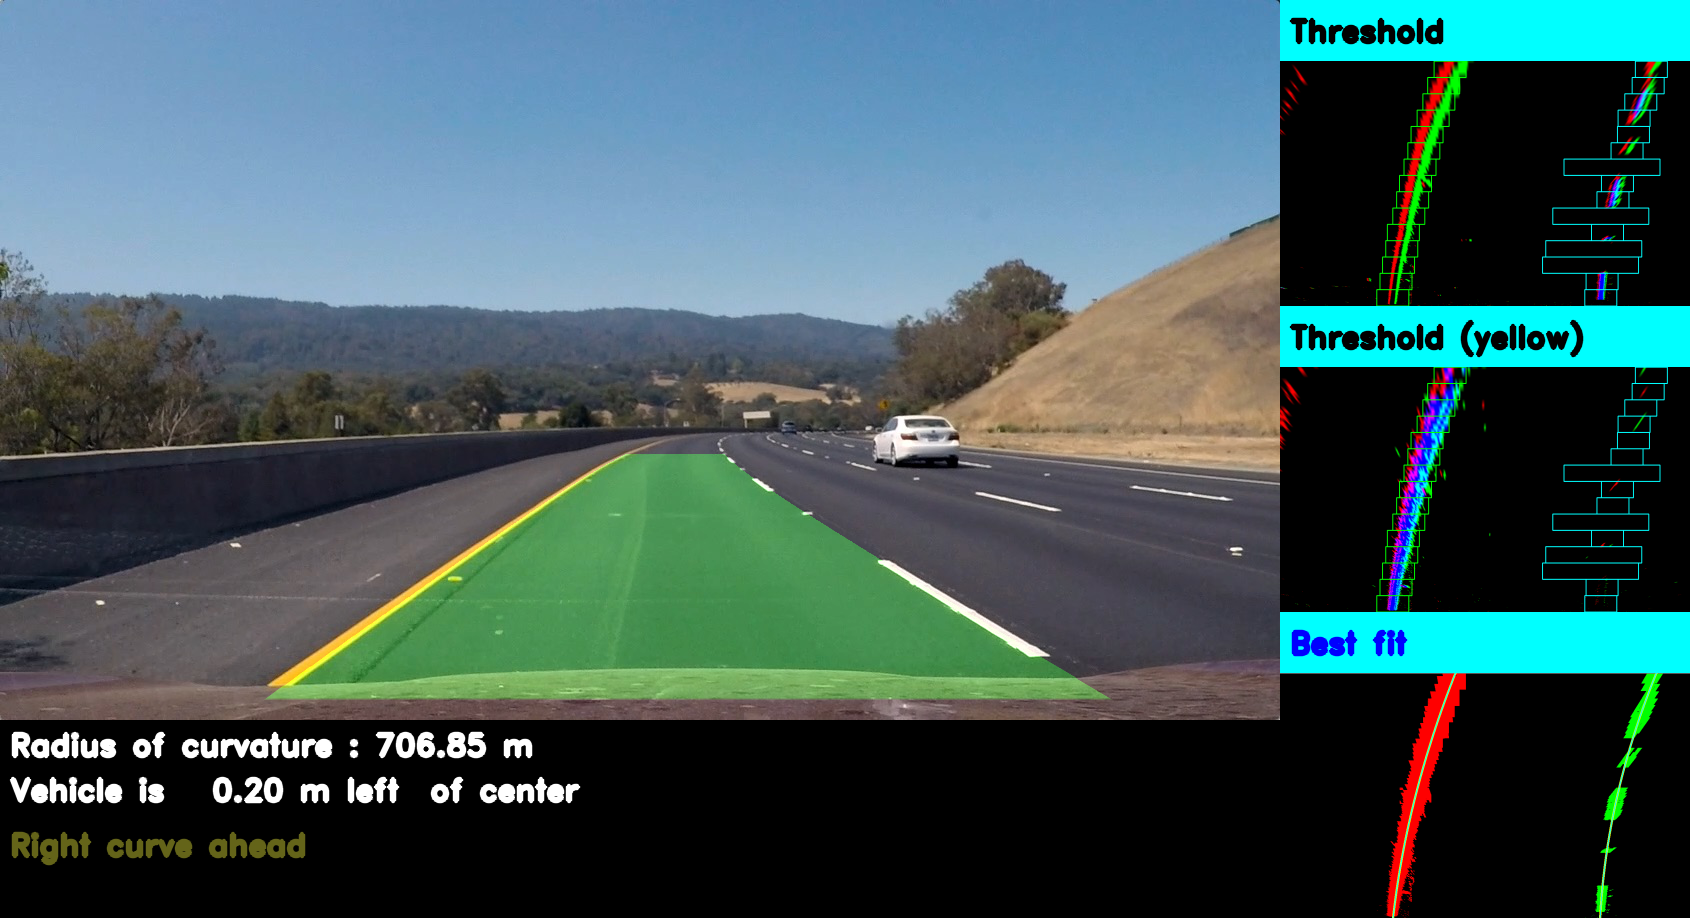 Threshold
Threshold (yellow)
Best fit
Radius of curvature : 706.85 m
Vehicle is 0.20 m left of center
Right curve ahead